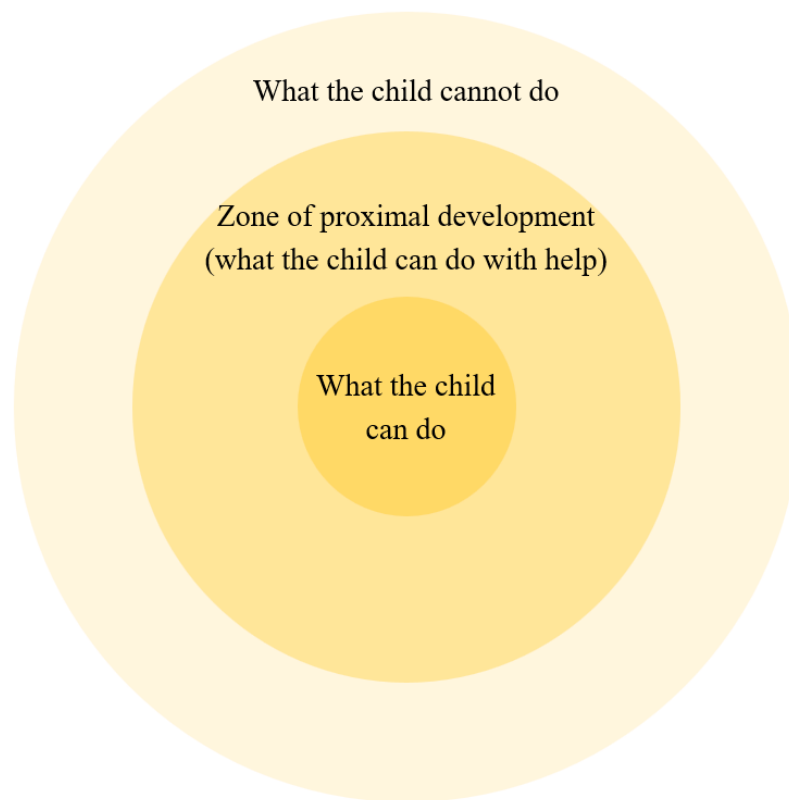 What the child cannot do
Zone of proximal development
(what the child can do with help)
What the child
can do